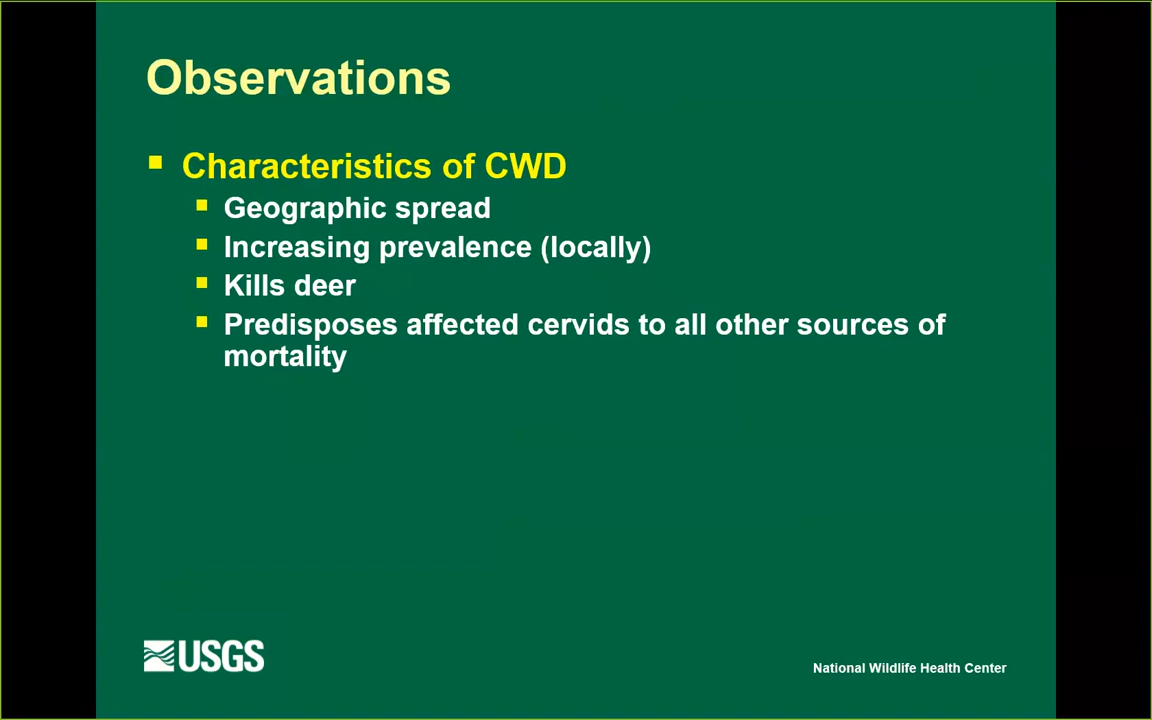 Observations
Characteristics of CWD
Geographic spread
Increasing prevalence (locally)
Kills deer
Predisposes affected cervids to all other sources of
mortality
USGS
National Wildlife Health Center